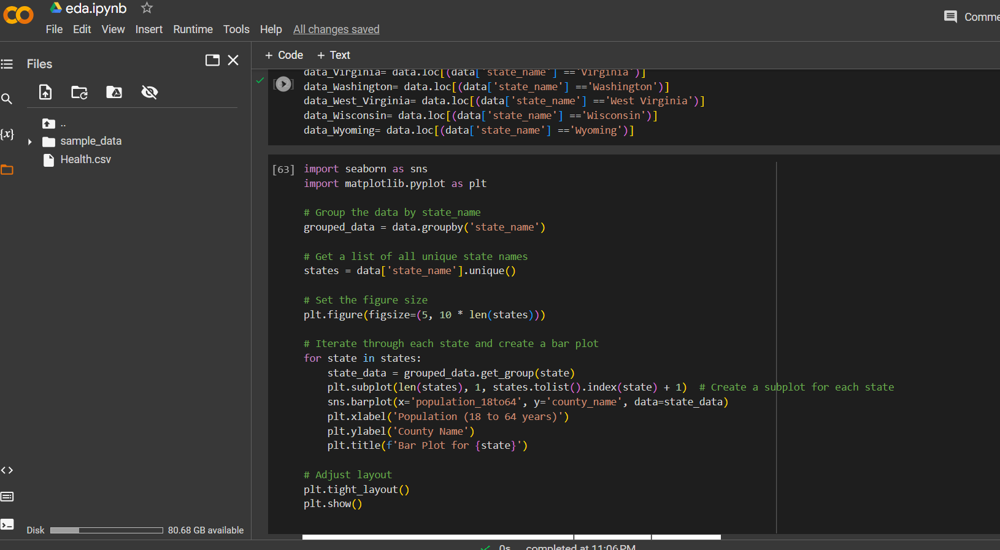 eda.ipynb
File Edit View Insert Runtime Tools Help All changes saved
Comme
Files
+ Code + Text
..
sample_data
Health.csv
{x}
data_Virginia= data.loc[(data['state_name'] =='Virginia')]
data_Washington= data.loc[(data['state_name'] =='Washington')]
data_West_Virginia= data.loc[(data['state_name'] =='West Virginia')]
data_Wisconsin= data.loc[(data['state_name'] =='Wisconsin')]
data_Wyoming= data.loc[(data['state_name'] =='Wyoming')]
[63] import seaborn as sns
import matplotlib.pyplot as plt
# Group the data by state_name
grouped_data = data.groupby('state_name')
# Get a list of all unique state names
states = data['state_name'].unique()
# Set the figure size
plt.figure(figsize=(5, 10 * len(states)))
# Iterate through each state and create a bar plot
for state in states:
    state_data = grouped_data.get_group(state)
    plt.subplot(len(states), 1, states.tolist().index(state) + 1)  # Create a subplot for each state
    sns.barplot(x='population_18to64', y='county_name', data=state_data)
    plt.xlabel('Population (18 to 64 years)')
    plt.ylabel('County Name')
    plt.title(f'Bar Plot for {state}')
# Adjust layout
plt.tight_layout()
plt.show()
Disk 80.68 GB available
0s completed at 11:06 PM